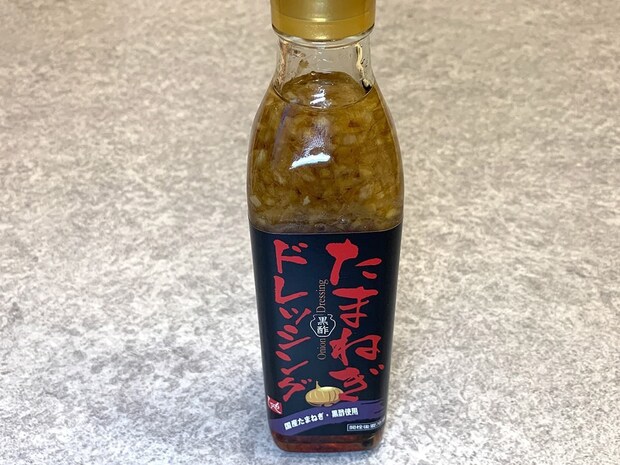 たまねぎ
ドレッシング
Onion Dressing
黒酢
国産たまねぎ・黒酢使用